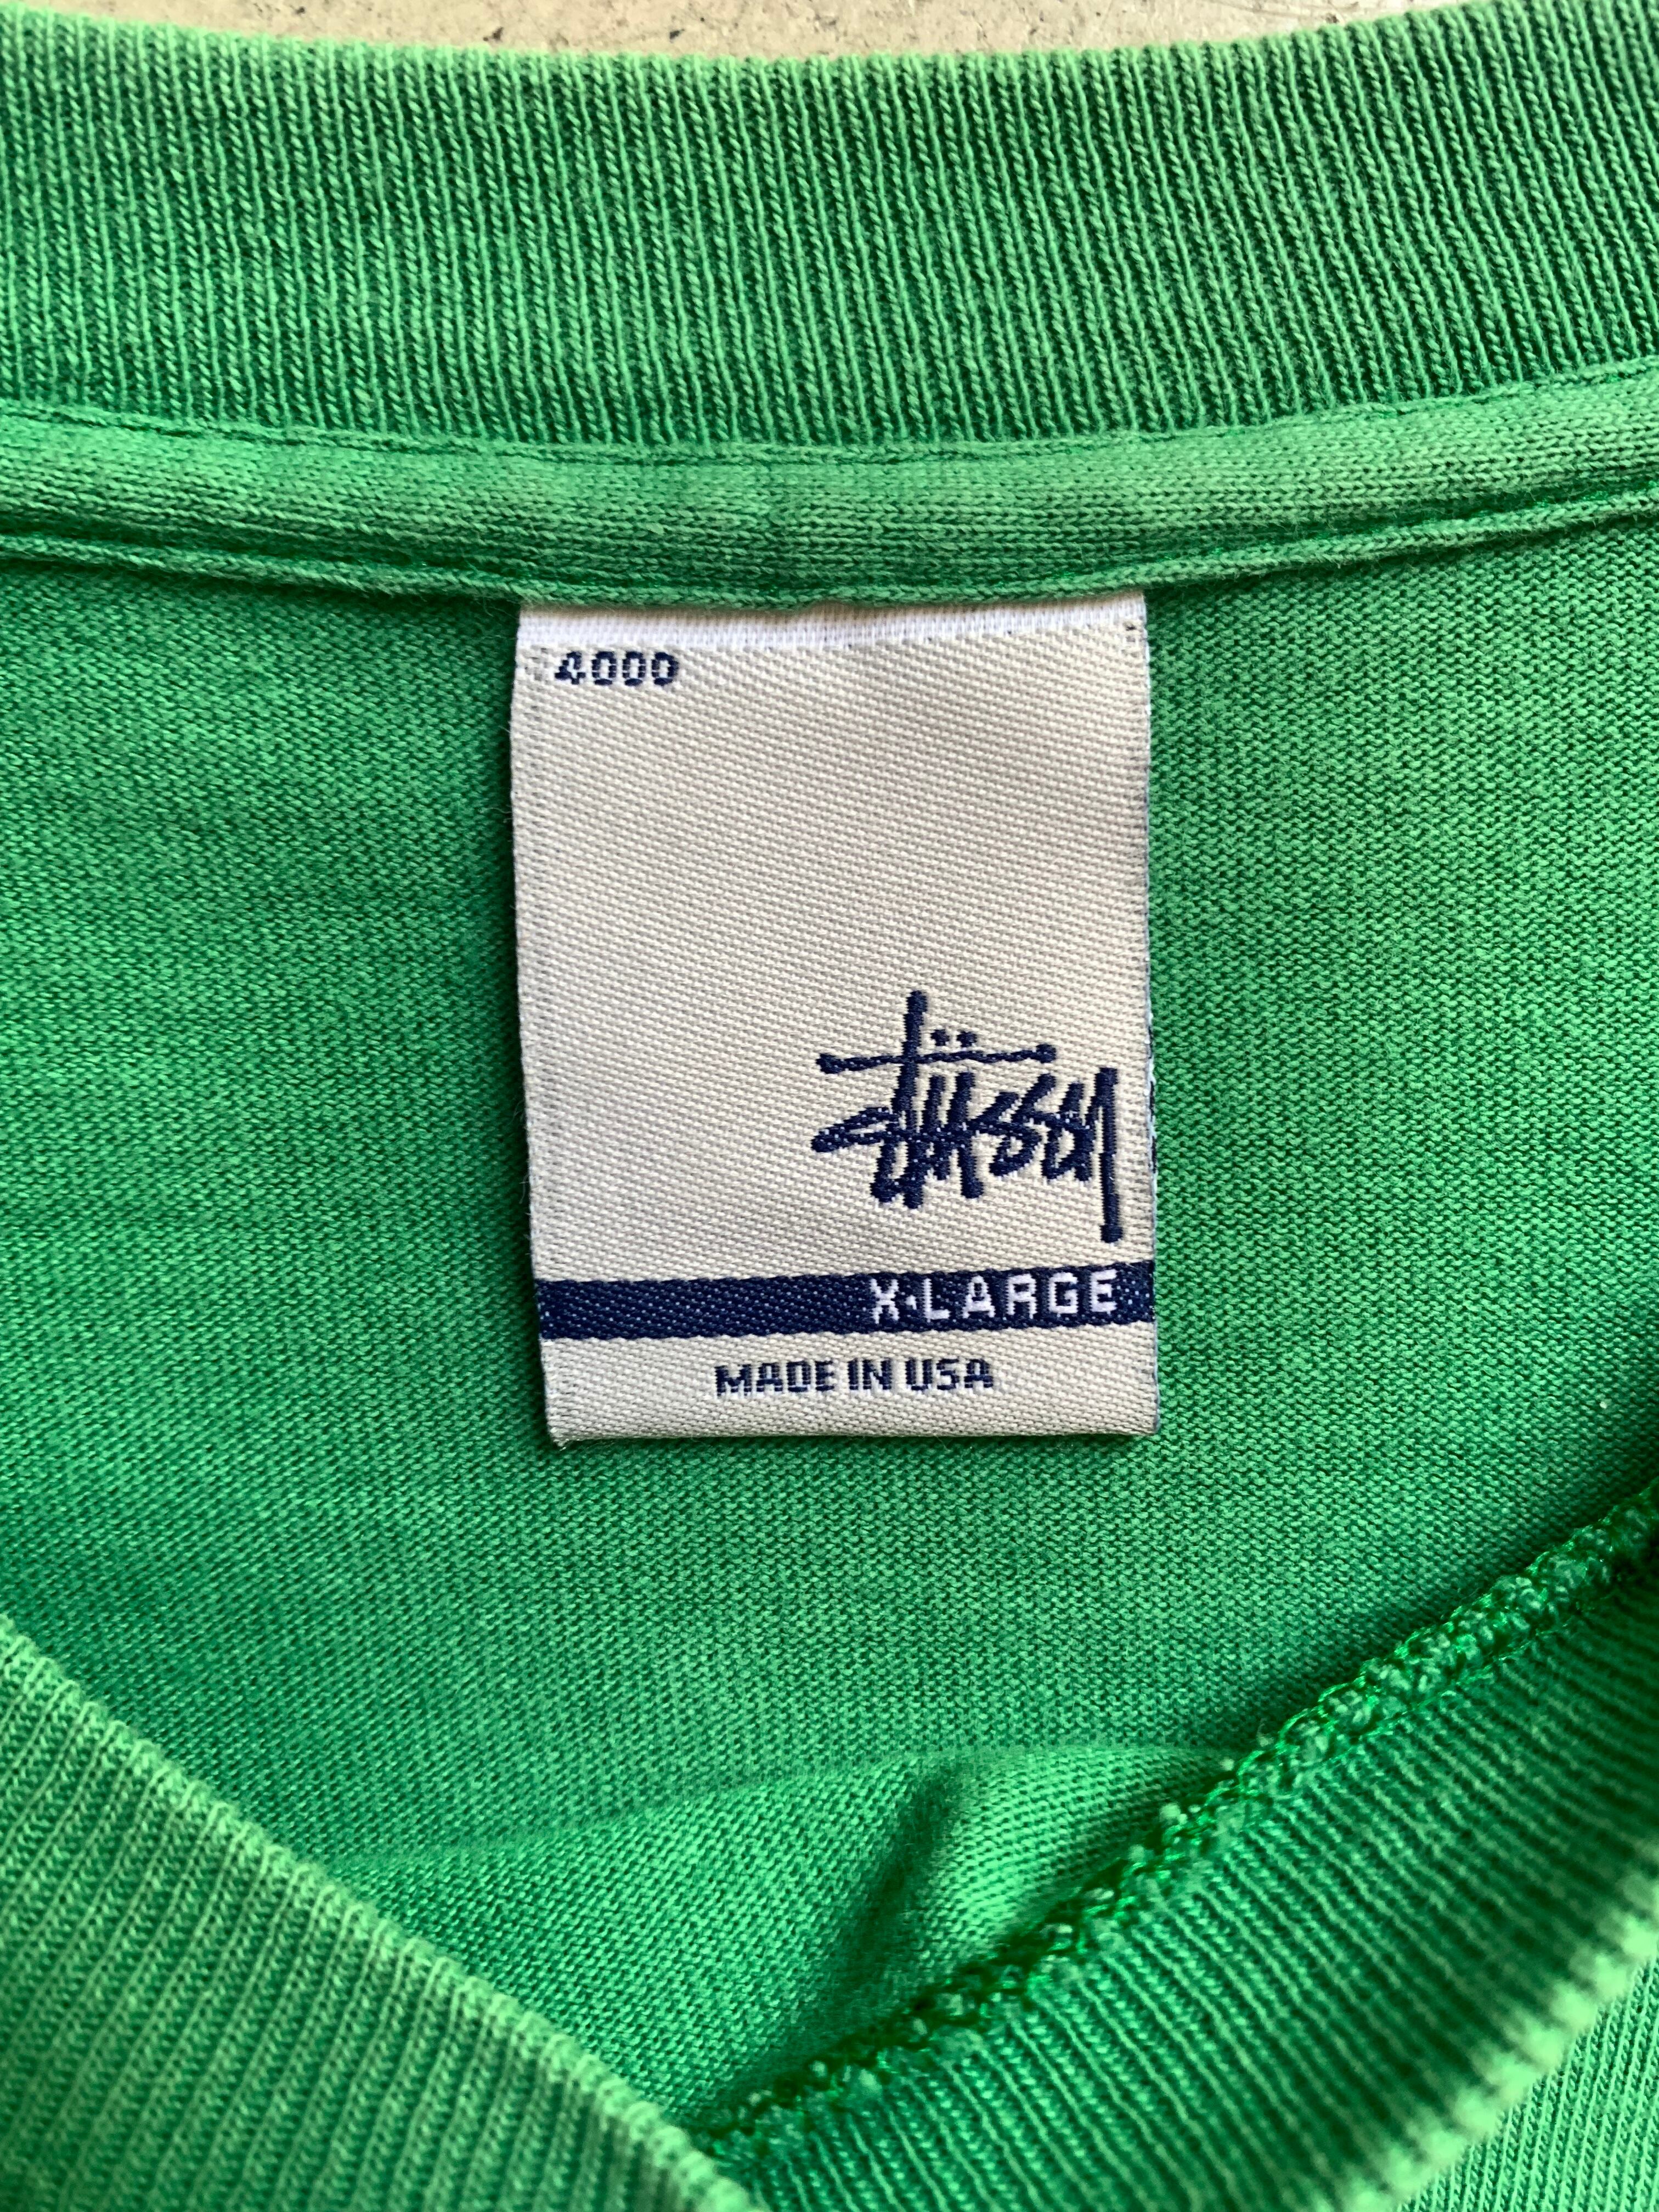 4000
Stüssy
X-LARGE
MADE IN USA